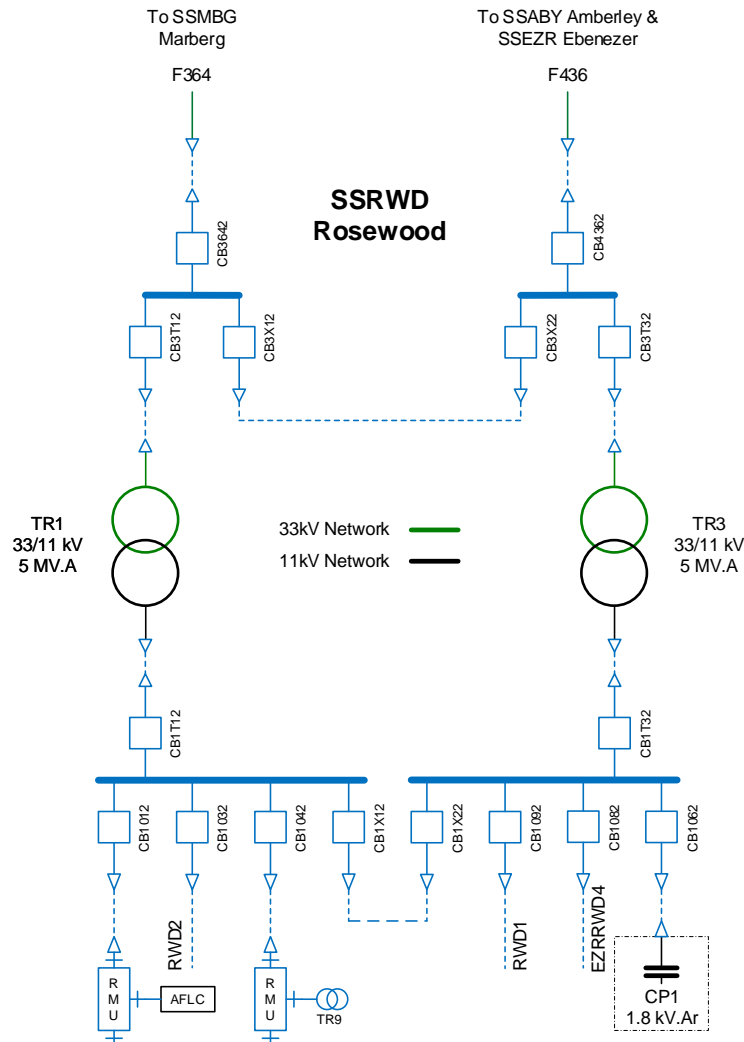 To SSMBG
Marberg
F364
To SSABY Amberley &
SSEZR Ebenezer
F436
SSRWD
Rosewood
CB3642
CB4362
CB3T12
CB3X12
CB3X22
CB3T32
TR1
33/11 kV
5 MV.A
33kV Network
11kV Network
TR3
33/11 kV
5 MV.A
CB1T12
CB1T32
CB1012
CB1032
CB1042
CB1X12
CB1X22
CB1092
CB1082
CB1062
RWD2
RWD1
EZRRWD4
R
M
U
AFLC
R
M
U
TR9
CP1
1.8 kV.Ar